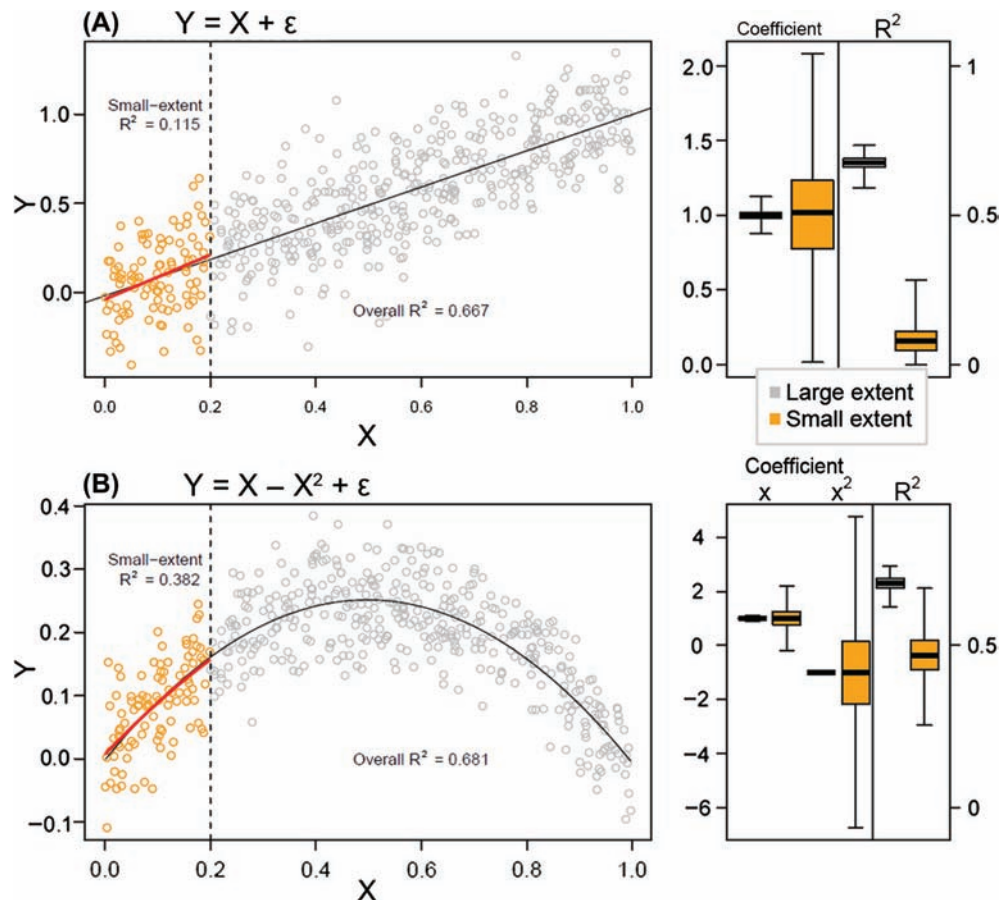 (A) Y = X + ε
Small−extent
R² = 0.115
Overall R² = 0.667
Y
1.0
0.5
0.0
0.0 0.2 0.4 0.6 0.8 1.0
X
Coefficient R²
2.0
1.5
1.0
0.5
0.0
1
0.5
0
Large extent
Small extent
(B) Y = X – X² + ε
Small−extent
R² = 0.382
Overall R² = 0.681
Y
0.4
0.3
0.2
0.1
0.0
−0.1
0.0 0.2 0.4 0.6 0.8 1.0
X
Coefficient
x x² R²
4
2
0
−2
−4
−6
0.5
0